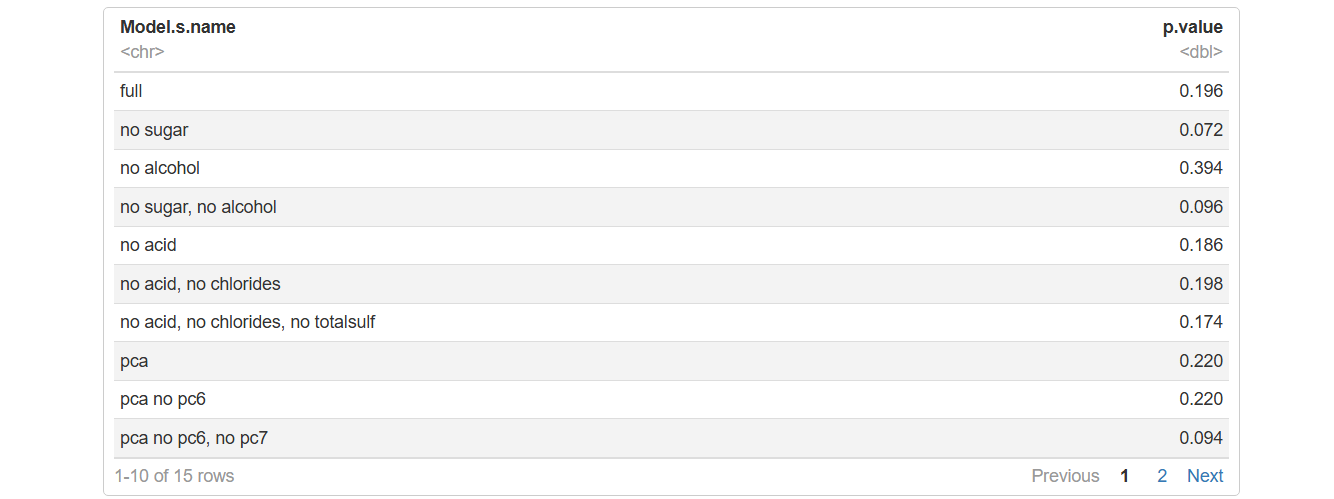 Model.s.name p.value
<chr> <dbl>
full 0.196
no sugar 0.072
no alcohol 0.394
no sugar, no alcohol 0.096
no acid 0.186
no acid, no chlorides 0.198
no acid, no chlorides, no totalsulf 0.174
pca 0.220
pca no pc6 0.220
pca no pc6, no pc7 0.094
1-10 of 15 rows Previous 1 2 Next